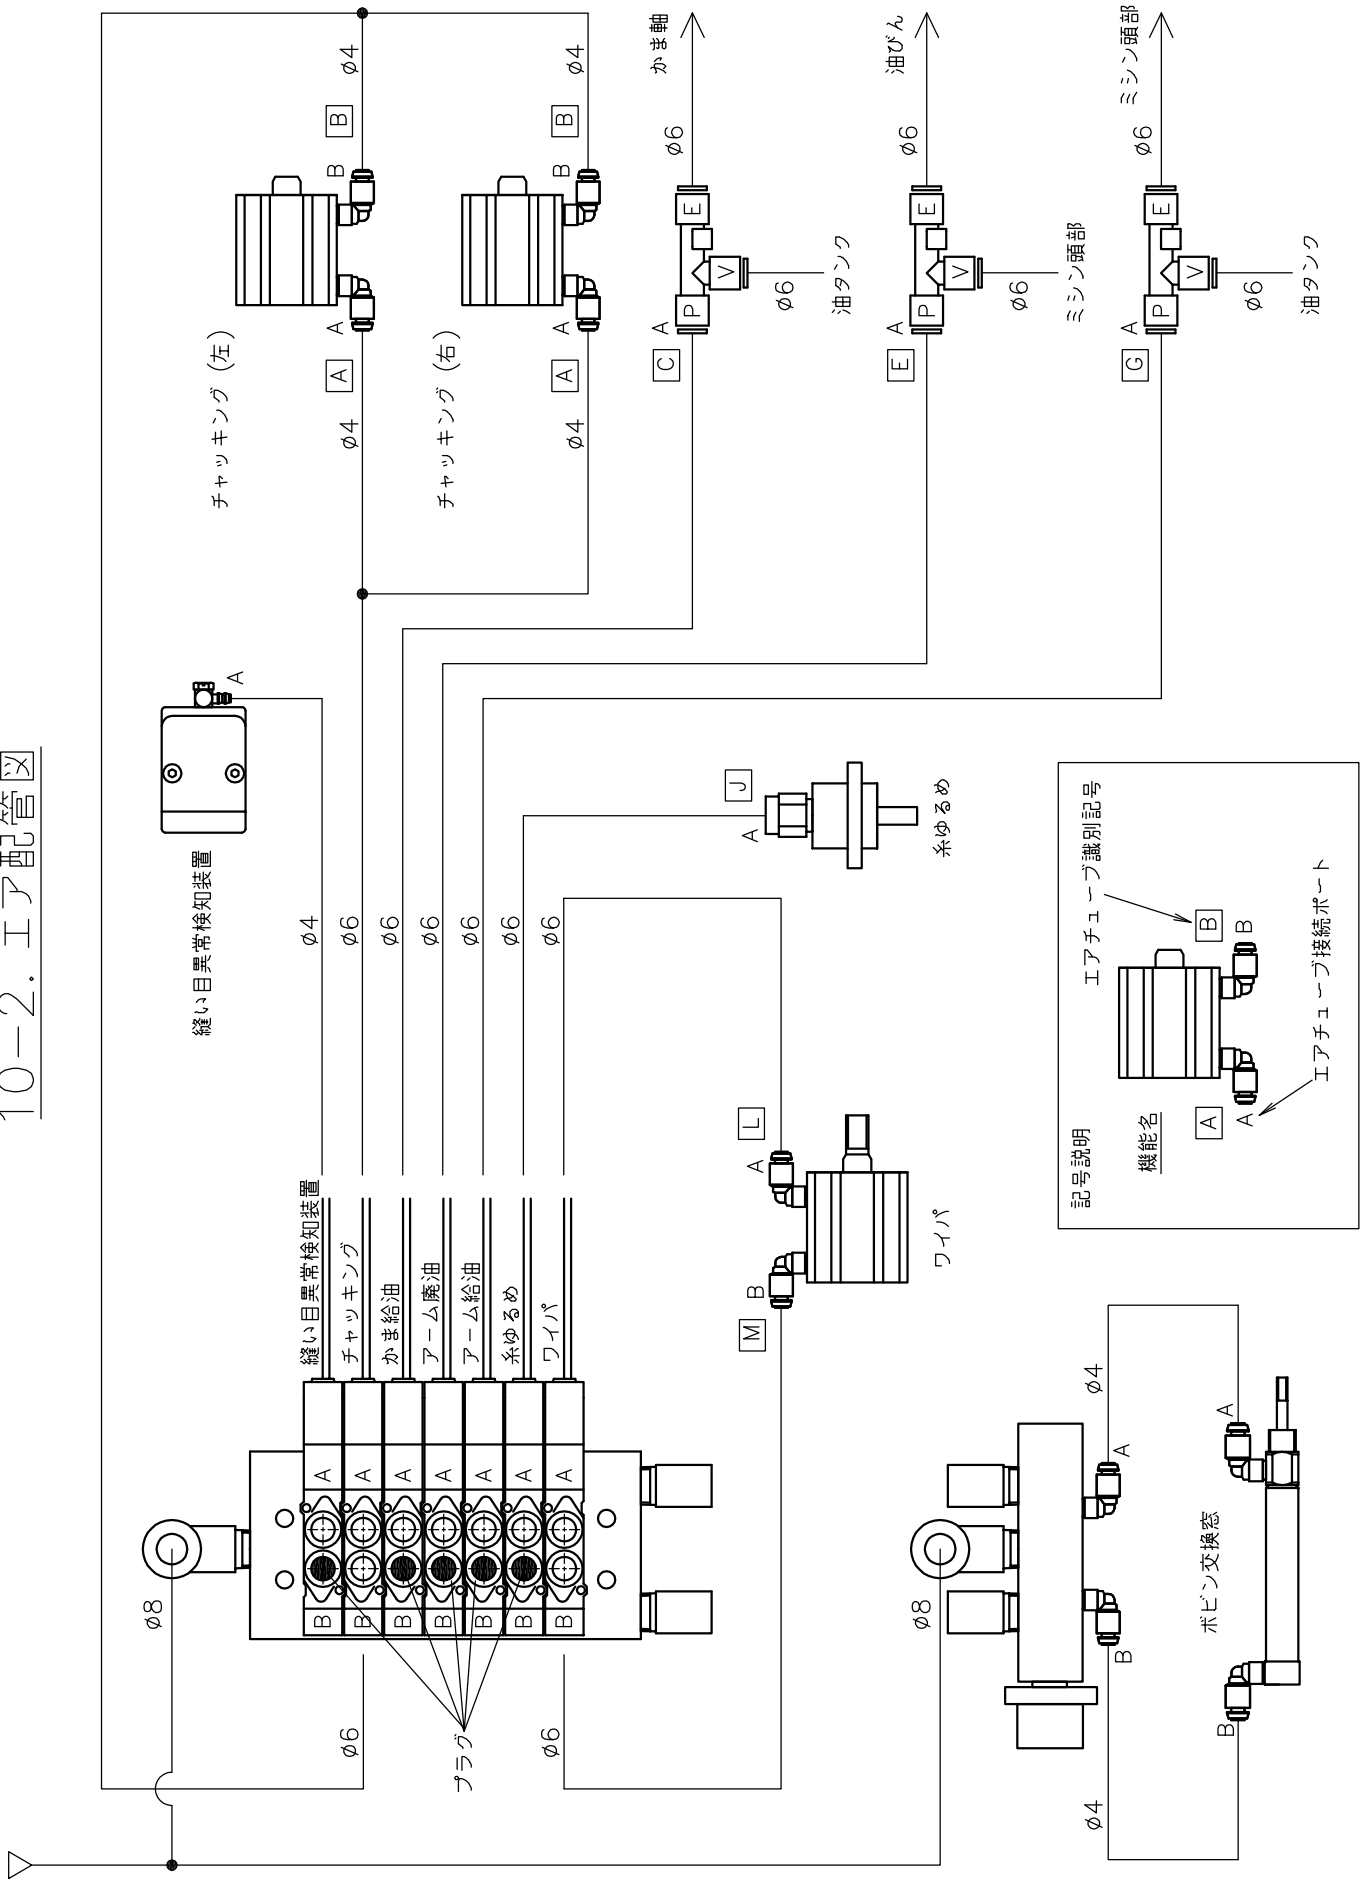 10-2. エア配管図
縫い目異常検知装置
A
チャッキング (左)
A
A
B
B
φ4
φ4
チャッキング (右)
A
A
B
B
φ4
φ4
かま軸
φ6
E
P
V
A
C
φ6
油タンク
油びん
φ6
E
P
V
A
E
φ6
ミシン頭部
ミシン頭部
φ6
E
P
V
A
G
φ6
油タンク
φ4
φ6
φ6
φ6
φ6
φ6
φ6
縫い目異常検知装置
チャッキング
かま給油
アーム廃油
アーム給油
糸ゆるめ
ワイパ
A
A
A
A
A
A
A
B
B
B
B
B
B
B
φ8
φ6
φ6
プラグ
J
A
糸ゆるめ
L
A
B
M
ワイパ
φ8
A
B
φ4
φ4
ボビン交換窓
A
B
記号説明
機能名
エアチューブ識別記号
A
A
B
B
エアチューブ接続ポート